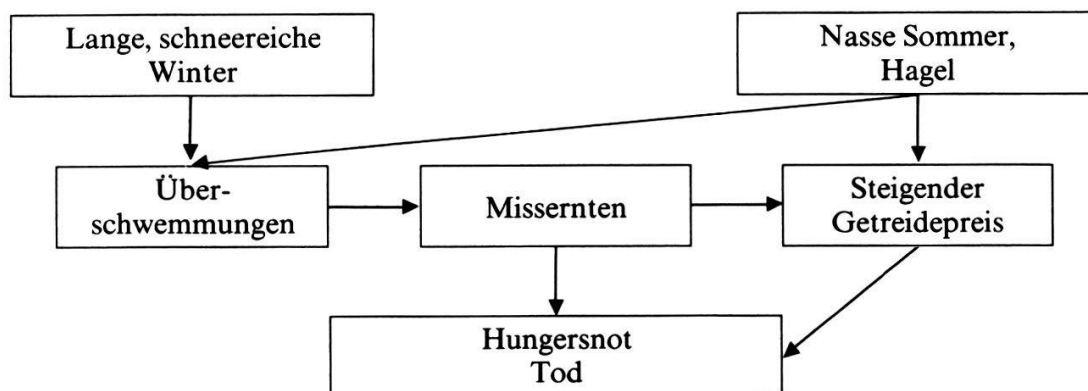 Lange, schneereiche
Winter
Nasse Sommer,
Hagel
Über-
schwemmungen
Missernten
Steigender
Getreidepreis
Hungersnot
Tod